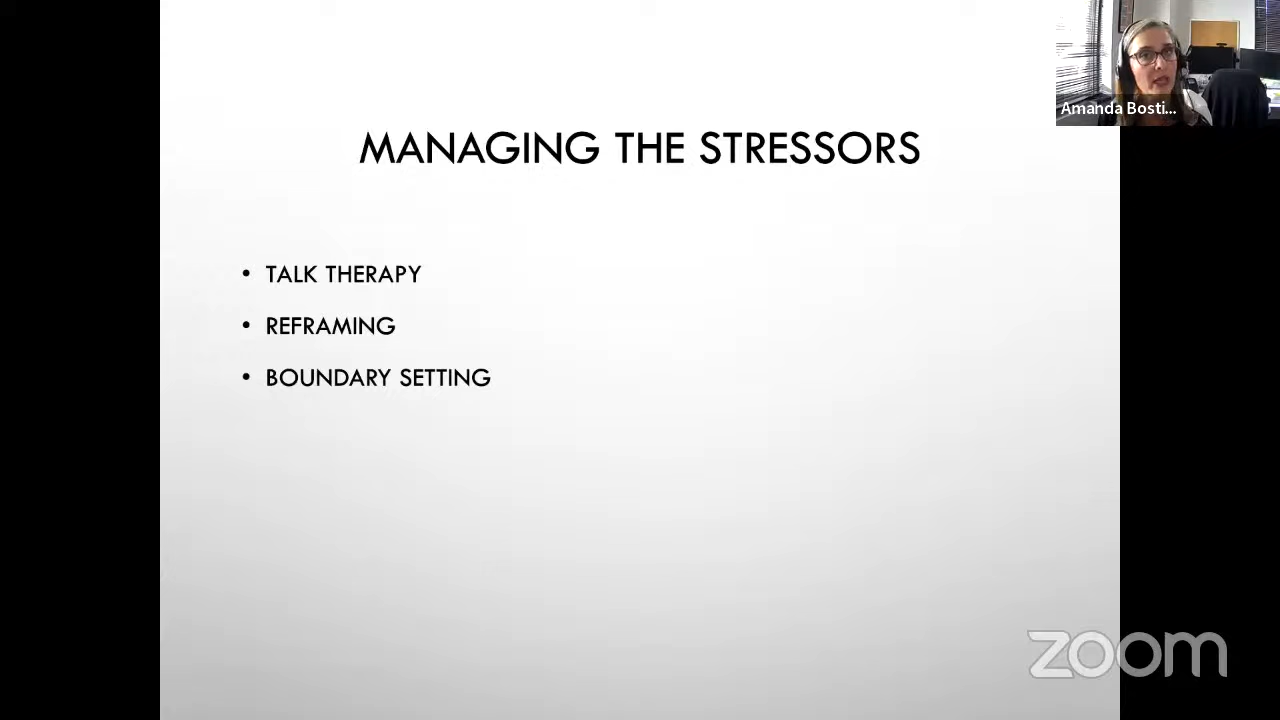 Amanda Bosti...
MANAGING THE STRESSORS
• TALK THERAPY
• REFRAMING
• BOUNDARY SETTING
zoom